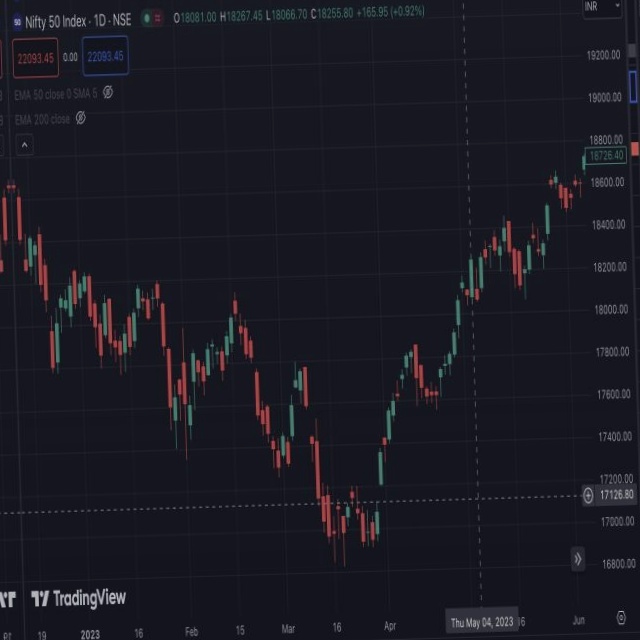 50 Nifty 50 Index · 1D · NSE O18081.00 H18267.45 L18066.70 C18255.80 +165.95 (+0.92%) INR
22093.45 0.00 22093.45
EMA 50 close 0 SMA 5
EMA 200 close
19200.00
19000.00
18800.00
18726.40
18600.00
18400.00
18200.00
18000.00
17800.00
17600.00
17400.00
17200.00
17126.80
17000.00
16800.00
TradingView
19 2023 16 Feb 15 Mar 16 Apr Thu May 04, 2023 Jun